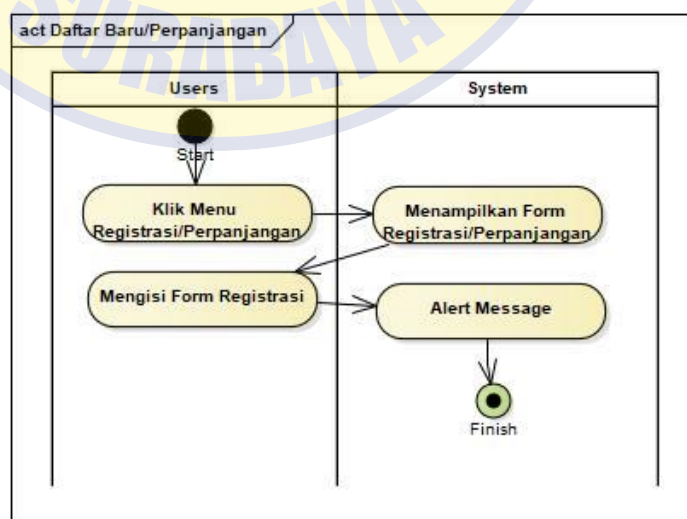 act Daftar Baru/Perpanjangan
SURABAYA
Users
System
Start
Klik Menu
Registrasi/Perpanjangan
Menampilkan Form
Registrasi/Perpanjangan
Mengisi Form Registrasi
Alert Message
Finish